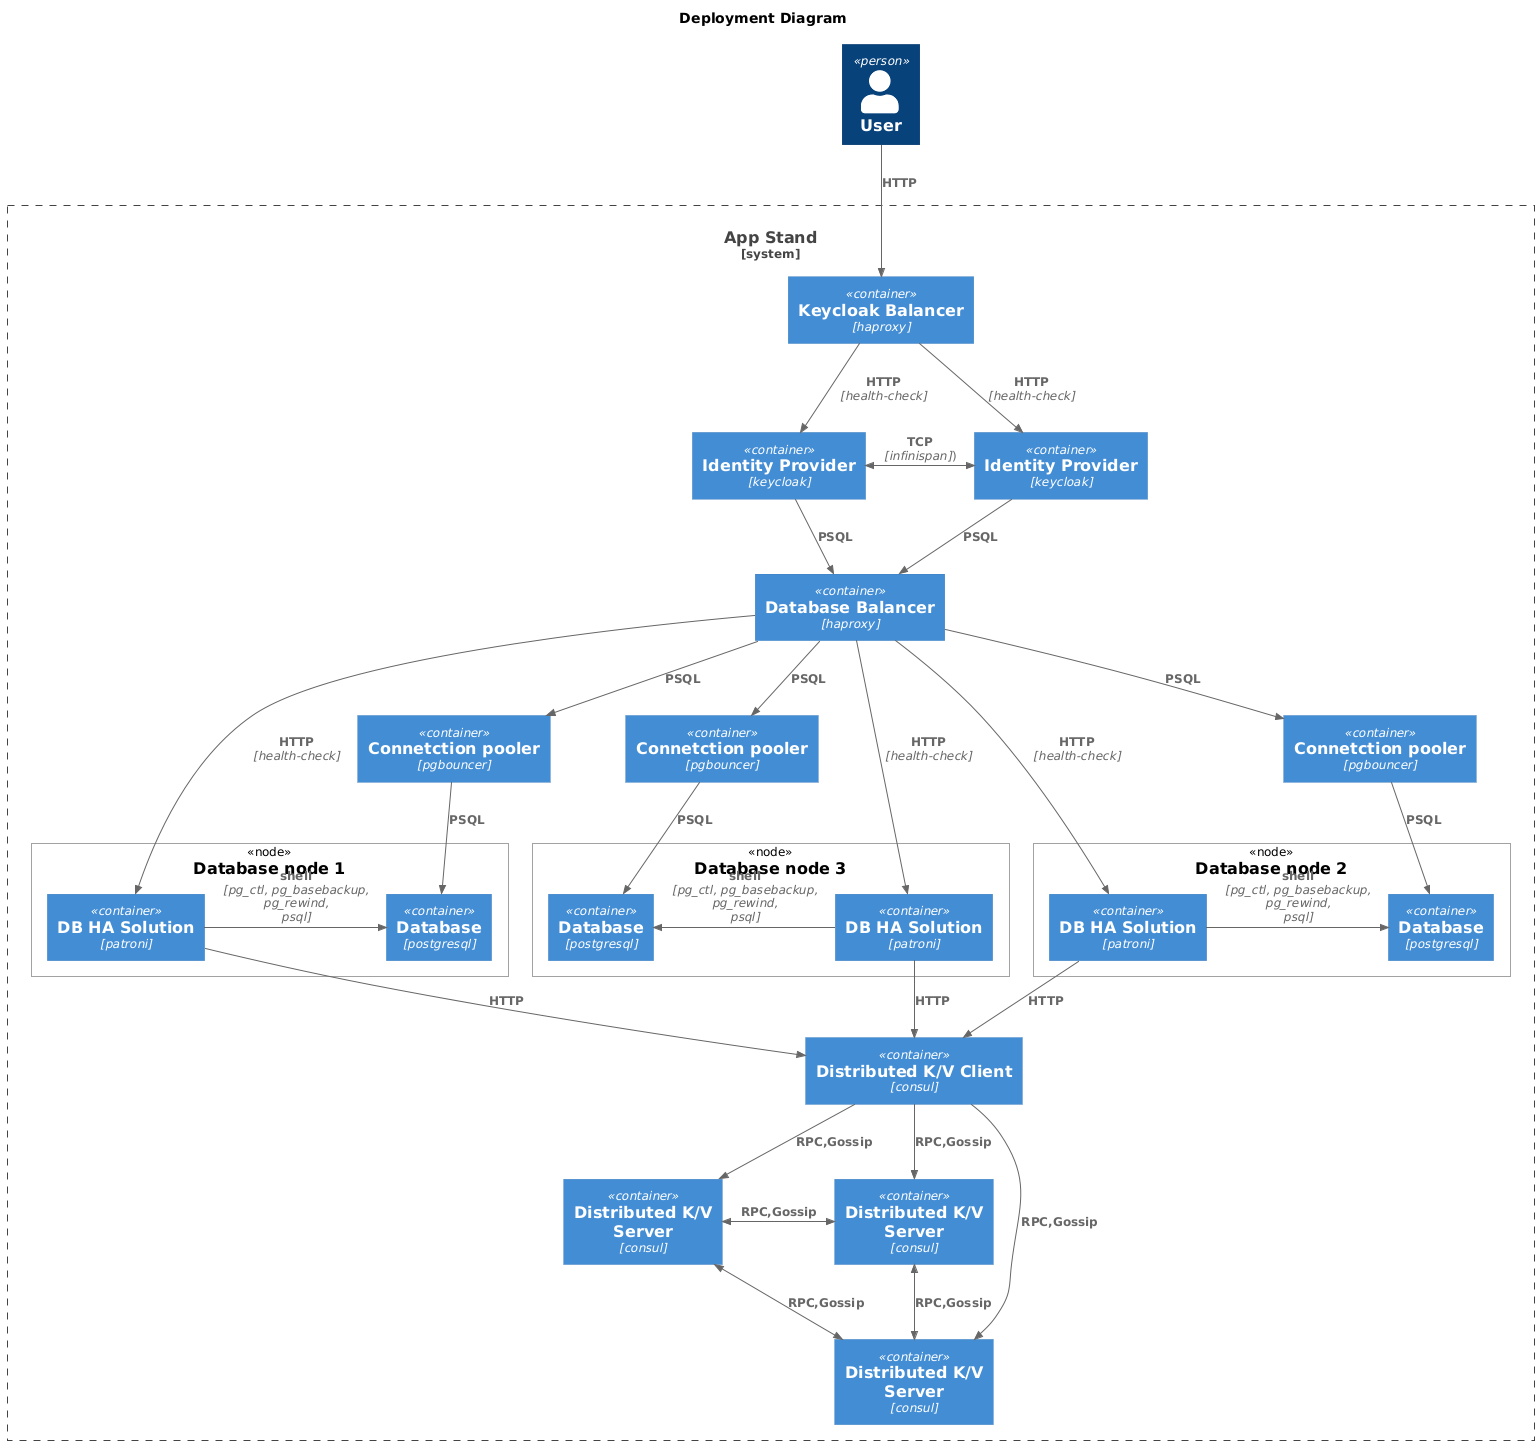 Deployment Diagram
«person»
User
HTTP
App Stand
[system]
«container»
Keycloak Balancer
[haproxy]
HTTP
[health-check]
HTTP
[health-check]
«container»
Identity Provider
[keycloak]
TCP
[infinispan])
«container»
Identity Provider
[keycloak]
PSQL
PSQL
«container»
Database Balancer
[haproxy]
PSQL
PSQL
PSQL
HTTP
[health-check]
«container»
Connetction pooler
[pgbouncer]
«container»
Connetction pooler
[pgbouncer]
HTTP
[health-check]
HTTP
[health-check]
«container»
Connetction pooler
[pgbouncer]
PSQL
PSQL
PSQL
«node»
Database node 1
shell
[pg_ctl, pg_basebackup,
pg_rewind,
psql]
«container»
DB HA Solution
[patroni]
«container»
Database
[postgresql]
«node»
Database node 3
shell
[pg_ctl, pg_basebackup,
pg_rewind,
psql]
«container»
Database
[postgresql]
«container»
DB HA Solution
[patroni]
«node»
Database node 2
shell
[pg_ctl, pg_basebackup,
pg_rewind,
psql]
«container»
DB HA Solution
[patroni]
«container»
Database
[postgresql]
HTTP
HTTP
HTTP
«container»
Distributed K/V Client
[consul]
RPC,Gossip
RPC,Gossip
RPC,Gossip
«container»
Distributed K/V
Server
[consul]
RPC,Gossip
«container»
Distributed K/V
Server
[consul]
RPC,Gossip
RPC,Gossip
«container»
Distributed K/V
Server
[consul]